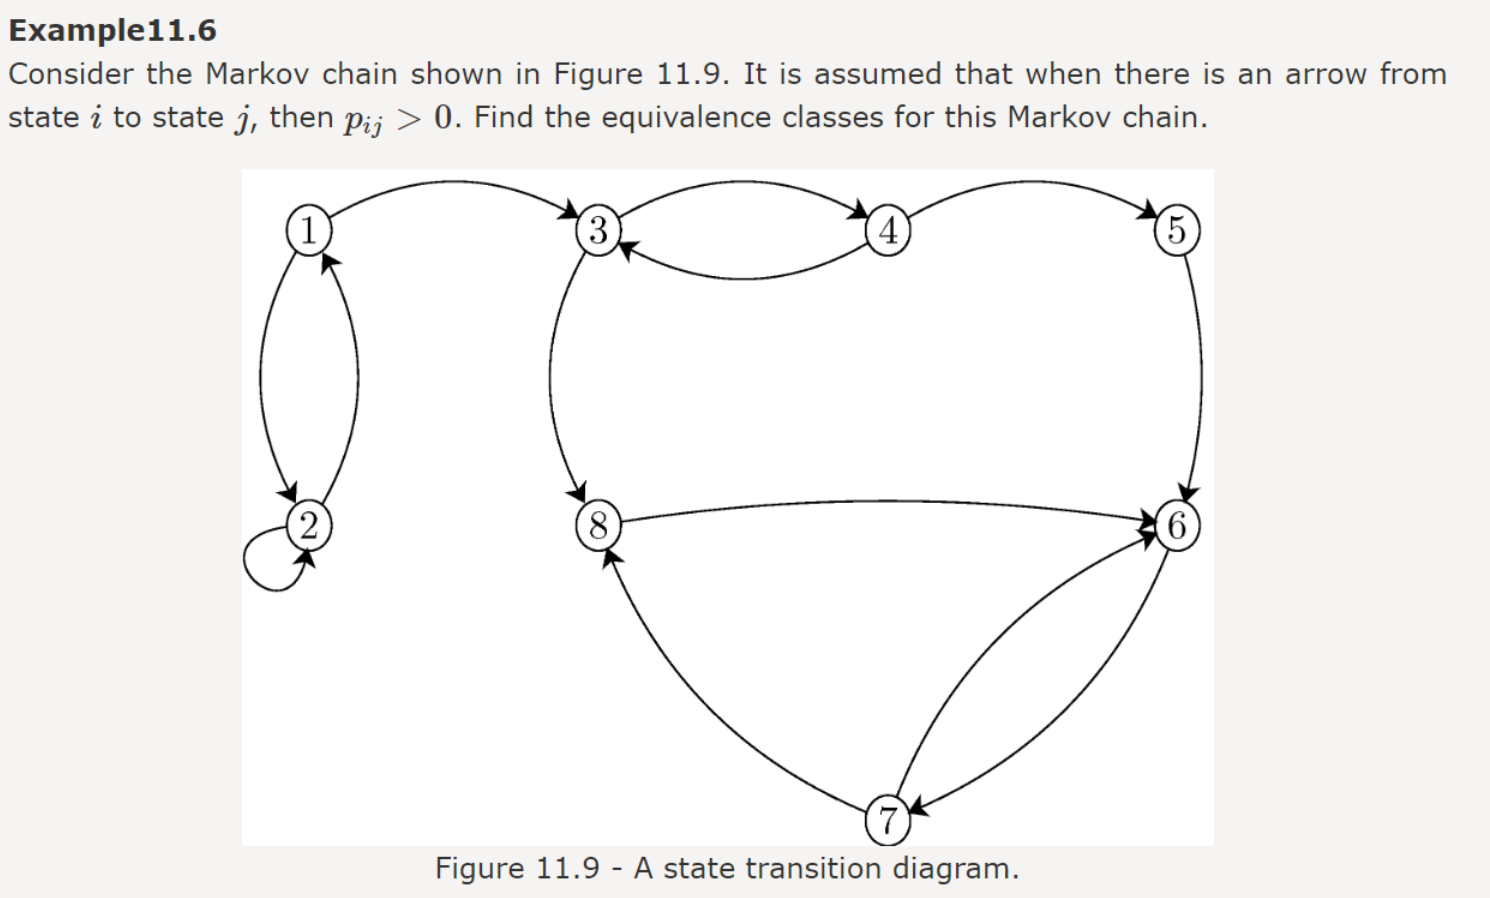 Example11.6
Consider the Markov chain shown in Figure 11.9. It is assumed that when there is an arrow from
state i to state j, then p_{ij} > 0. Find the equivalence classes for this Markov chain.
1 3 4 5
2 8 6
7
Figure 11.9 - A state transition diagram.